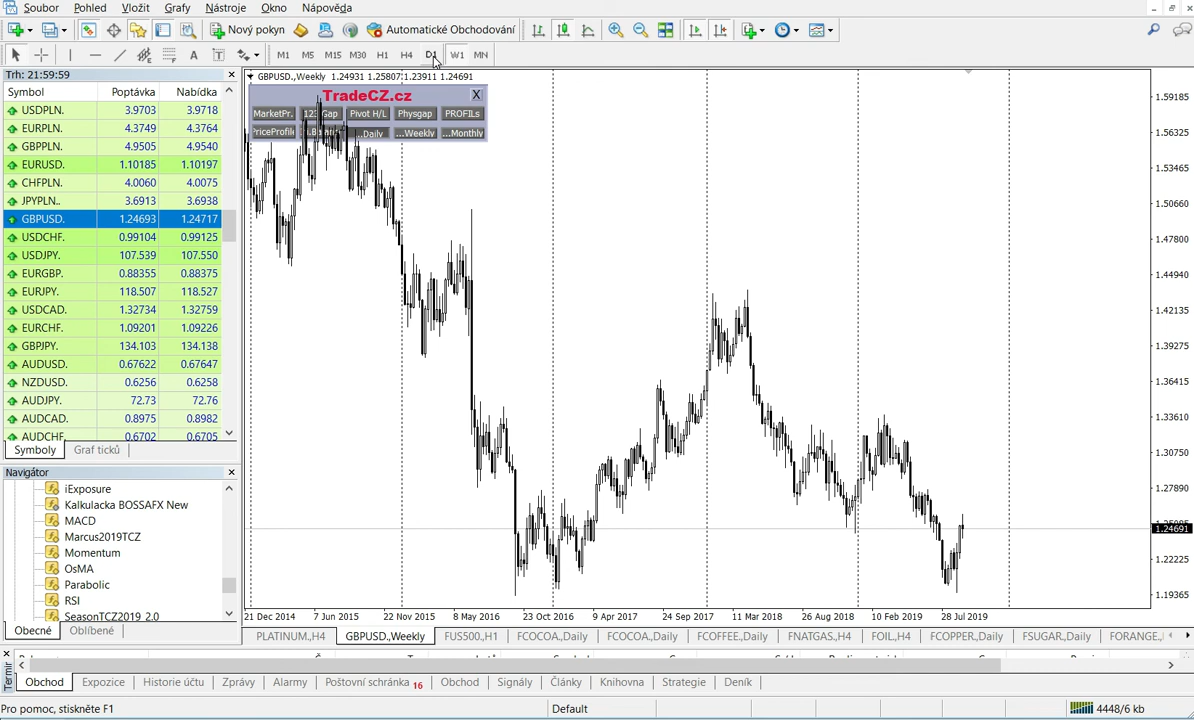 Soubor Pohled Vložit Grafy Nástroje Okno Nápověda
Nový pokyn Automatické Obchodování
A T M1 M5 M15 M30 H1 H4 D1 W1 MN
Trh: 21:59:59
Symbol Poptávka Nabídka
USDPLN. 3.9703 3.9718
EURPLN. 4.3749 4.3764
GBPPLN. 4.9505 4.9540
EURUSD. 1.10185 1.10197
CHFPLN. 4.0060 4.0075
JPYPLN.. 3.6913 3.6938
GBPUSD. 1.24693 1.24717
USDCHF. 0.99104 0.99125
USDJPY. 107.539 107.550
EURGBP. 0.88355 0.88375
EURJPY. 118.507 118.527
USDCAD. 1.32734 1.32759
EURCHF. 1.09201 1.09226
GBPJPY. 134.103 134.138
AUDUSD. 0.67622 0.67647
NZDUSD. 0.6256 0.6258
AUDJPY. 72.73 72.76
AUDCAD. 0.8975 0.8982
AUDCHF. 0.6702 0.6705
Symboly Graf ticků
Navigátor
iExposure
Kalkulacka BOSSAFX New
MACD
Marcus2019TCZ
Momentum
OsMA
Parabolic
RSI
SeasonTCZ2019 2.0
Obecné Oblíbené
GBPUSD.,Weekly 1.24931 1.25807 1.23911 1.24691
TradeCZ.cz X
MarketPr. 123 Gap Pivot H/L Physgap PROFILs
PriceProfile ...Daily ...Weekly ...Monthly
1.59185
1.56325
1.53465
1.50660
1.47800
1.44940
1.42135
1.39275
1.36415
1.33610
1.30750
1.27890
1.24691
1.22225
1.19365
21 Dec 2014 7 Jun 2015 22 Nov 2015 8 May 2016 23 Oct 2016 9 Apr 2017 24 Sep 2017 11 Mar 2018 26 Aug 2018 10 Feb 2019 28 Jul 2019
PLATINUM.,H4 GBPUSD.,Weekly FUS500.,H1 FCOCOA.,Daily FCOCOA.,Daily FCOFFEE.,Daily FNATGAS.,H4 FOIL.,H4 FCOPPER.,Daily FSUGAR.,Daily FORANGE.,
Obchod Expozice Historie účtu Zprávy Alarmy Poštovní schránka 16 Obchod Signály Články Knihovna Strategie Deník
Pro pomoc, stiskněte F1 Default 4448/6 kb